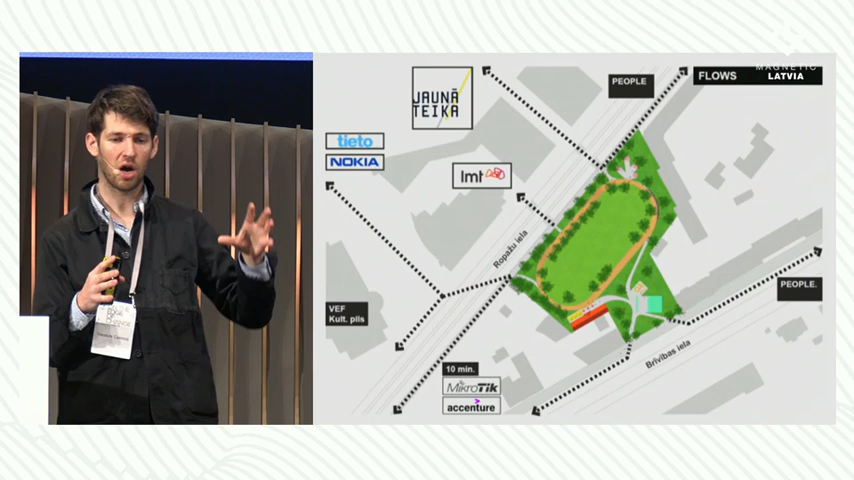 MAGNETIC
LATVIA
FLOWS
PEOPLE
JAUNĀ
TEIKA
tieto
NOKIA
lmt
Ropažu iela
PEOPLE.
VEF
Kult. pils
Brīvības iela
10 min.
MikroTik
accenture